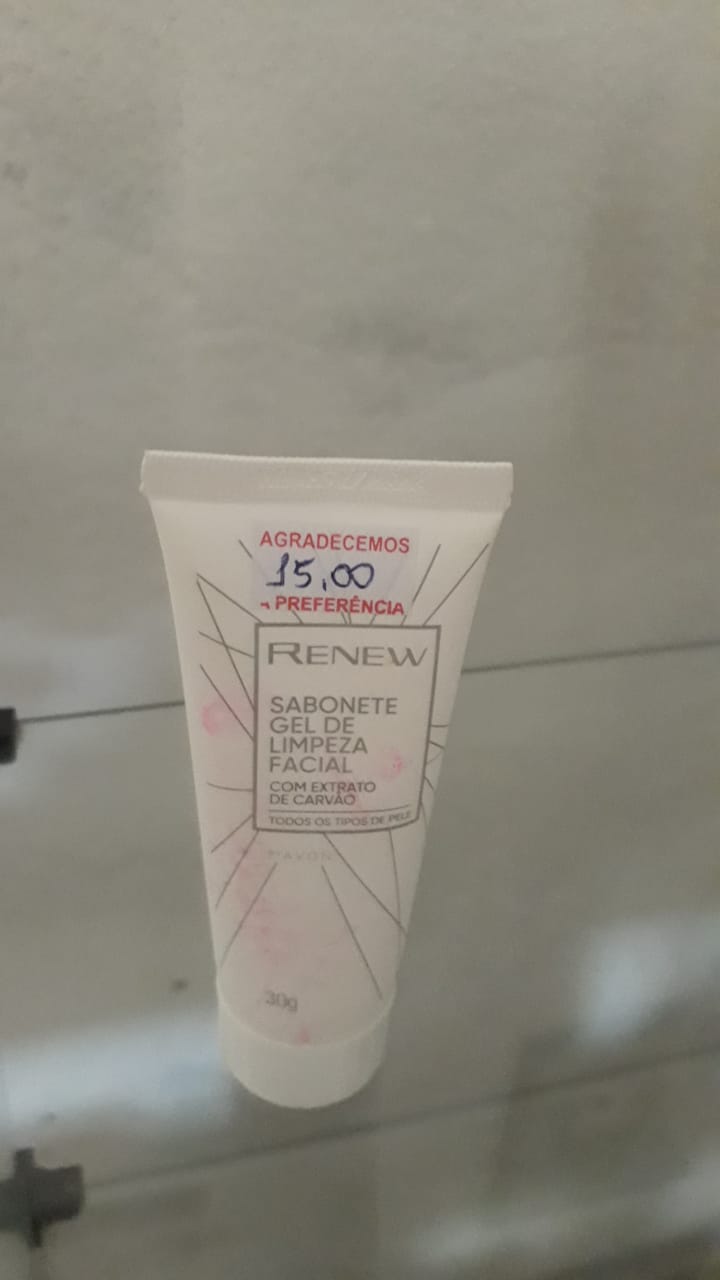 AGRADECEMOS
15,00
PREFERÊNCIA
RENEW
SABONETE
GEL DE
LIMPEZA
FACIAL
COM EXTRATO
DE CARVÃO
TODOS OS TIPOS DE PELE
AVON
30g